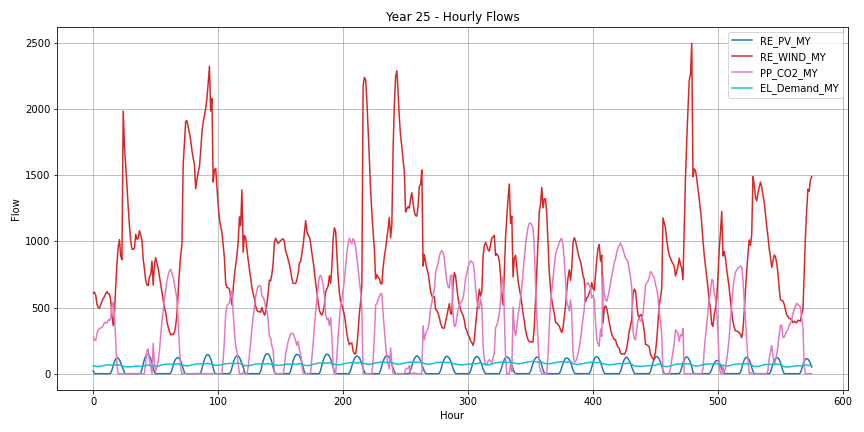 Year 25 - Hourly Flows
RE_PV_MY
RE_WIND_MY
PP_CO2_MY
EL_Demand_MY
Flow
2500
2000
1500
1000
500
0
0 100 200 300 400 500 600
Hour